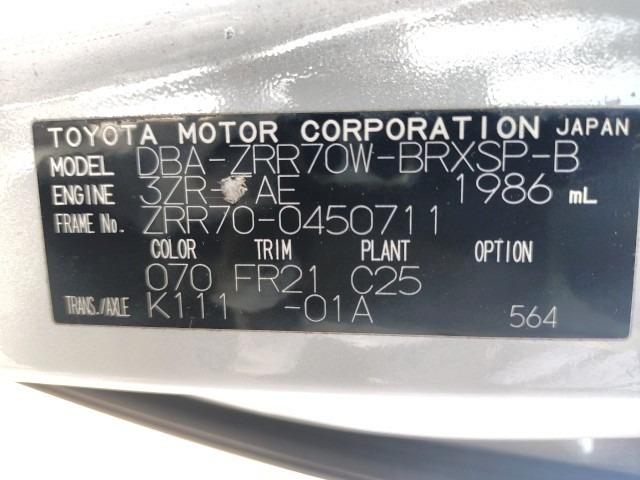 TOYOTA MOTOR CORPORATION JAPAN
MODEL DBA-ZRR70W-BRXSP-B
ENGINE AE 1986 mL
FRAME No. ZRR70-0450711
COLOR TRIM PLANT OPTION
070 FR21 C25
TRANS./AXLE K111 -01A 564